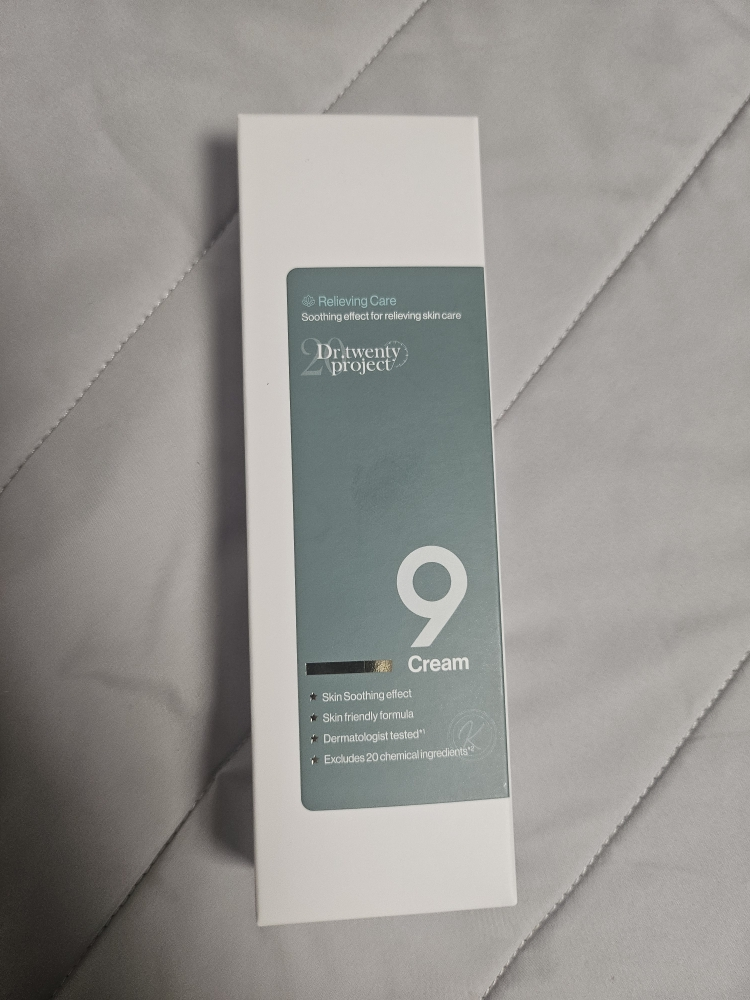 Relieving Care
Soothing effect for relieving skin care
20
Dr.twenty
project
9
Cream
Skin Soothing effect
Skin friendly formula
Dermatologist tested*1
Excludes 20 chemical ingredients*2
K